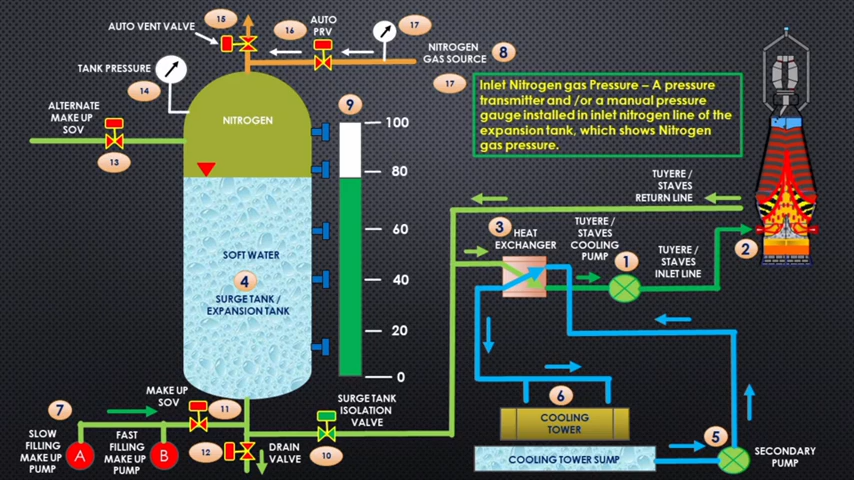 15
AUTO VENT VALVE
16
AUTO
PRV
17
NITROGEN
GAS SOURCE
8
TANK PRESSURE
14
17
Inlet Nitrogen gas Pressure – A pressure
transmitter and /or a manual pressure
gauge installed in inlet nitrogen line of the
expansion tank, which shows Nitrogen
gas pressure.
ALTERNATE
MAKE UP
SOV
13
NITROGEN
9
100
80
60
40
20
0
TUYERE /
STAVES
RETURN LINE
3
HEAT
EXCHANGER
TUYERE /
STAVES
COOLING
PUMP
1
TUYERE /
STAVES
INLET LINE
2
SOFT WATER
4
SURGE TANK /
EXPANSION TANK
MAKE UP
SOV
11
7
SLOW
FILLING
MAKE UP
PUMP
A
FAST
FILLING
MAKE UP
PUMP
B
12
DRAIN
VALVE
SURGE TANK
ISOLATION
VALVE
10
6
COOLING
TOWER
COOLING TOWER SUMP
5
SECONDARY
PUMP